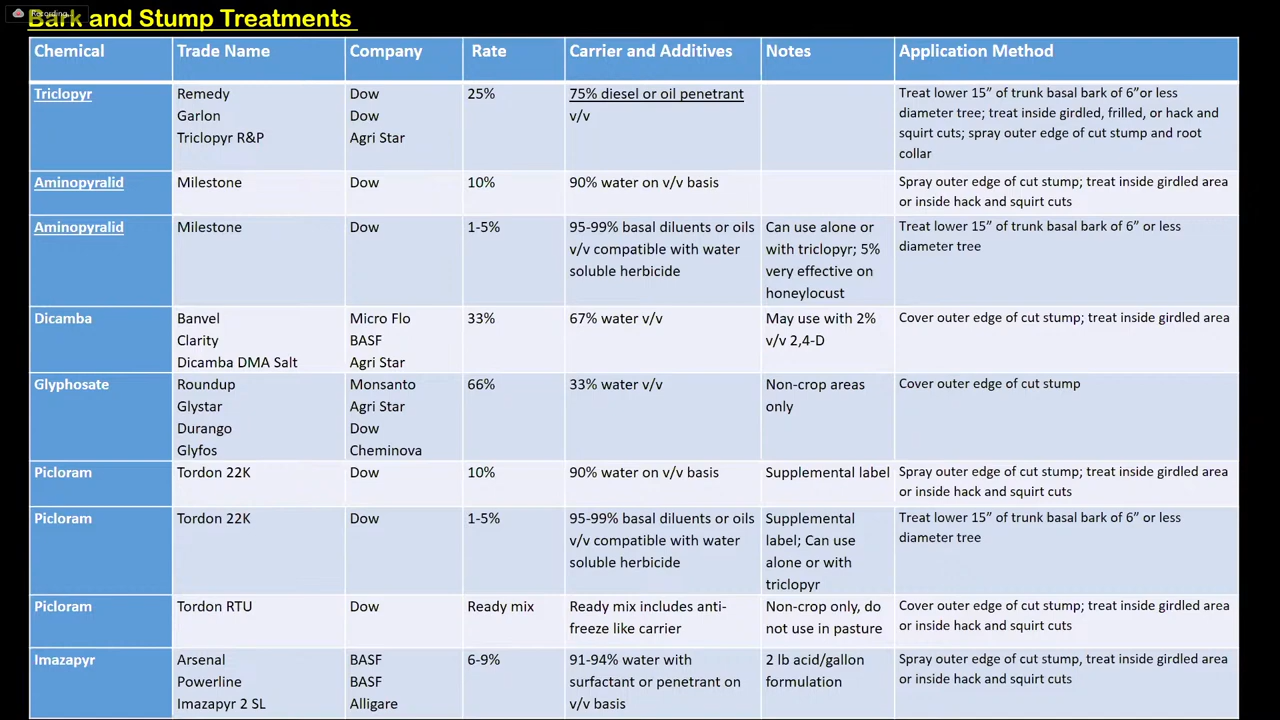 Recording...
Bark and Stump Treatments
Chemical Trade Name Company Rate Carrier and Additives Notes Application Method
Triclopyr
Remedy
Garlon
Triclopyr R&P
Dow
Dow
Agri Star
25%
75% diesel or oil penetrant
v/v
Treat lower 15” of trunk basal bark of 6”or less
diameter tree; treat inside girdled, frilled, or hack and
squirt cuts; spray outer edge of cut stump and root
collar
Aminopyralid
Milestone
Dow
10%
90% water on v/v basis
Spray outer edge of cut stump; treat inside girdled area
or inside hack and squirt cuts
Aminopyralid
Milestone
Dow
1-5%
95-99% basal diluents or oils
v/v compatible with water
soluble herbicide
Can use alone or
with triclopyr; 5%
very effective on
honeylocust
Treat lower 15” of trunk basal bark of 6” or less
diameter tree
Dicamba
Banvel
Clarity
Dicamba DMA Salt
Micro Flo
BASF
Agri Star
33%
67% water v/v
May use with 2%
v/v 2,4-D
Cover outer edge of cut stump; treat inside girdled area
Glyphosate
Roundup
Glystar
Durango
Glyfos
Monsanto
Agri Star
Dow
Cheminova
66%
33% water v/v
Non-crop areas
only
Cover outer edge of cut stump
Picloram
Tordon 22K
Dow
10%
90% water on v/v basis
Supplemental label
Spray outer edge of cut stump; treat inside girdled area
or inside hack and squirt cuts
Picloram
Tordon 22K
Dow
1-5%
95-99% basal diluents or oils
v/v compatible with water
soluble herbicide
Supplemental
label; Can use
alone or with
triclopyr
Treat lower 15” of trunk basal bark of 6” or less
diameter tree
Picloram
Tordon RTU
Dow
Ready mix
Ready mix includes anti-
freeze like carrier
Non-crop only, do
not use in pasture
Cover outer edge of cut stump; treat inside girdled area
or inside hack and squirt cuts
Imazapyr
Arsenal
Powerline
Imazapyr 2 SL
BASF
BASF
Alligare
6-9%
91-94% water with
surfactant or penetrant on
v/v basis
2 lb acid/gallon
formulation
Spray outer edge of cut stump, treat inside girdled area
or inside hack and squirt cuts